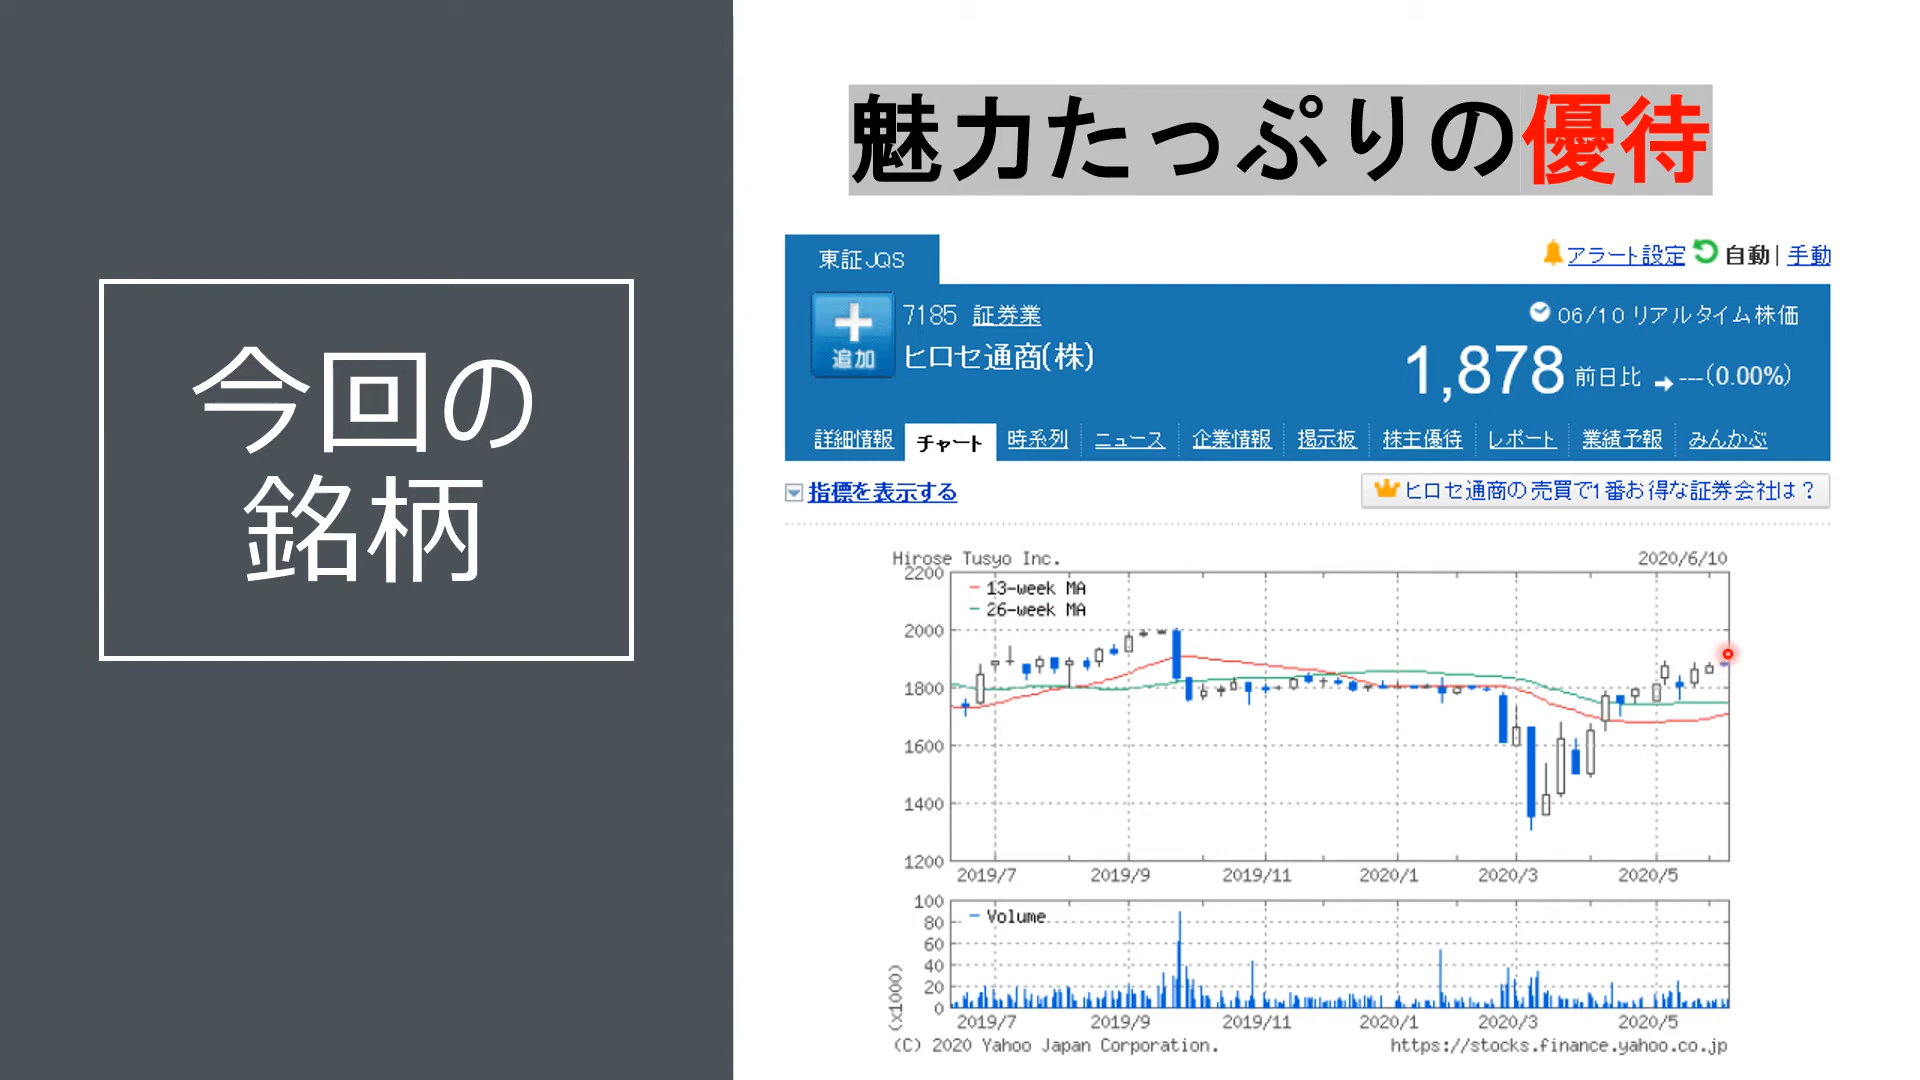 今回の
銘柄
魅力たっぷりの優待
東証JQS
アラート設定 自動 | 手動
追加
7185 証券業
ヒロセ通商(株)
06/10 リアルタイム株価
1,878 前日比 ---(0.00%)
詳細情報 チャート 時系列 ニュース 企業情報 掲示板 株主優待 レポート 業績予報 みんかぶ
指標を表示する
ヒロセ通商の売買で1番お得な証券会社は？
Hirose Tusyo Inc. 2020/6/10
2200
13-week MA
26-week MA
2000
1800
1600
1400
1200
2019/7 2019/9 2019/11 2020/1 2020/3 2020/5
100
Volume
80
60
40
20
0
(x1000)
2019/7 2019/9 2019/11 2020/1 2020/3 2020/5
(C) 2020 Yahoo Japan Corporation. https://stocks.finance.yahoo.co.jp